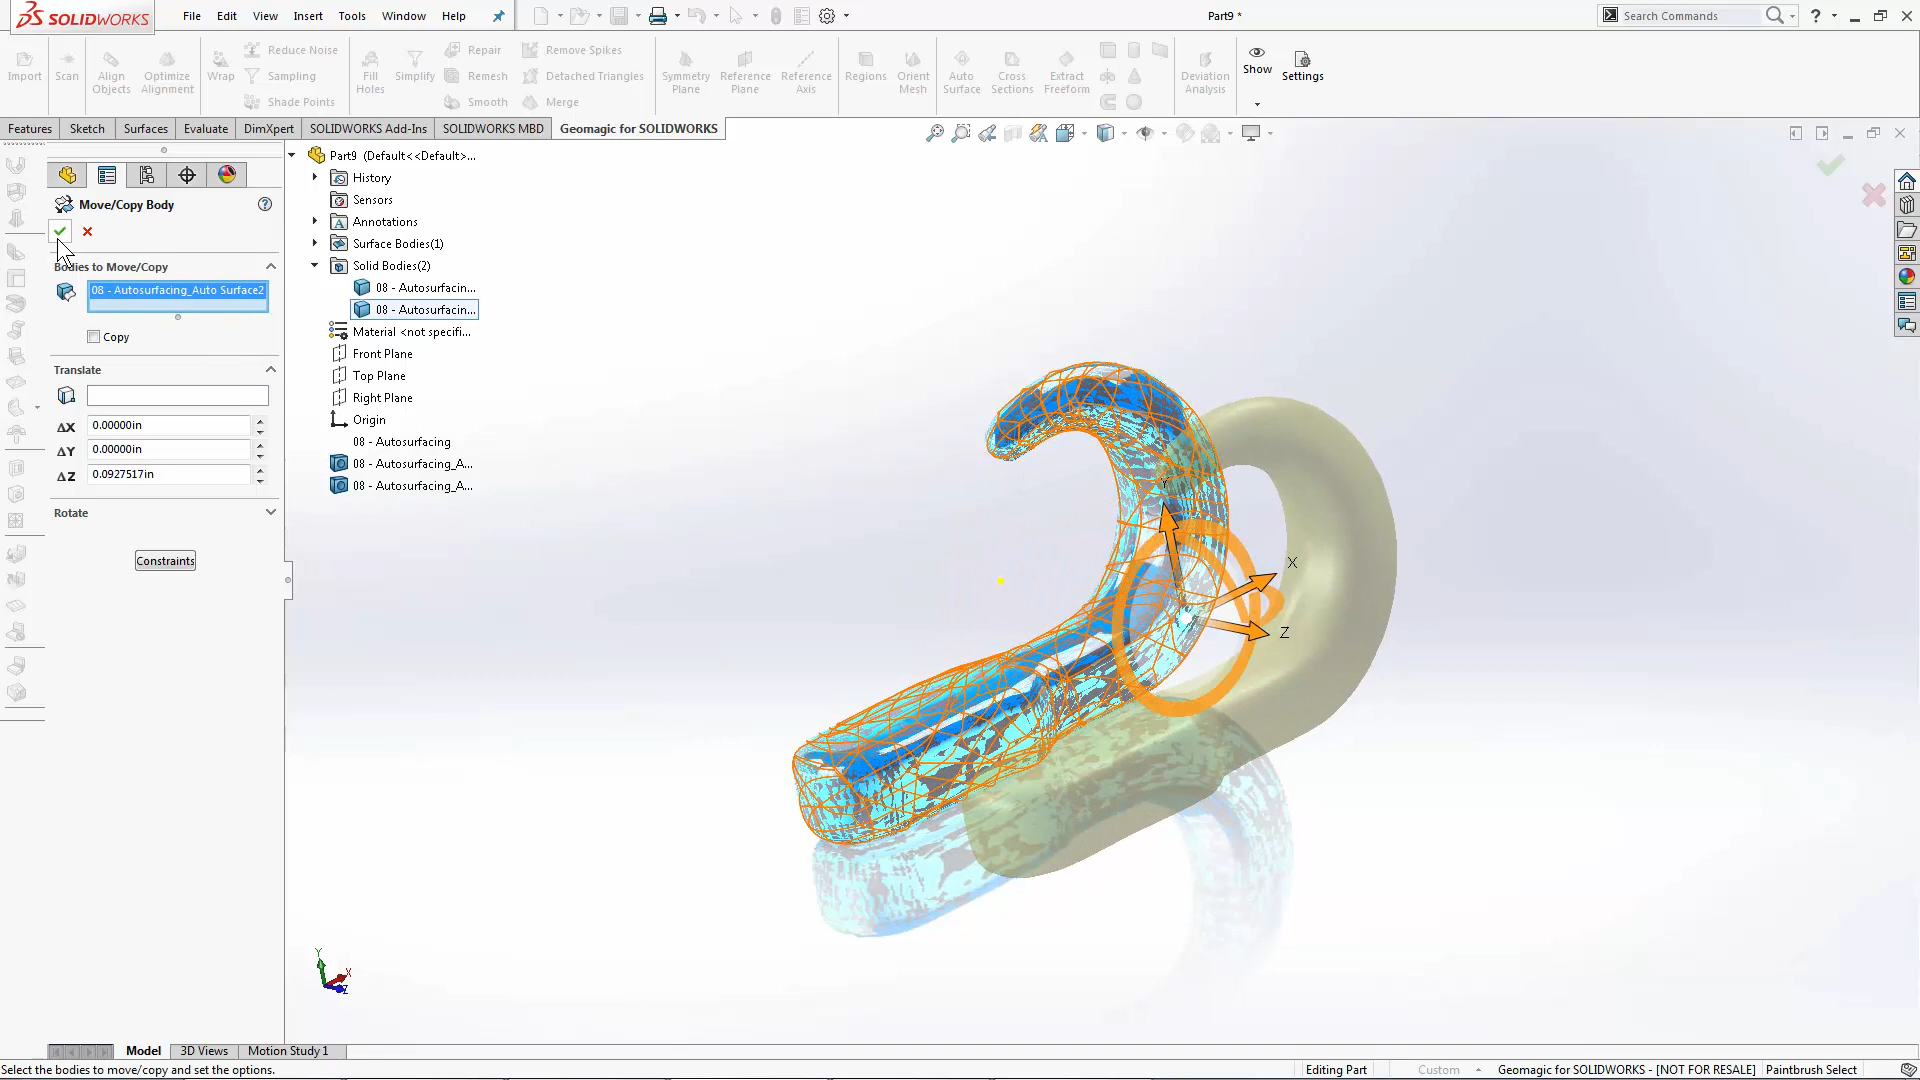 SOLIDWORKS
File Edit View Insert Tools Window Help
Part9 *
Search Commands
Import
Scan
Align Objects
Optimize Alignment
Wrap
Reduce Noise
Sampling
Shade Points
Fill Holes
Simplify
Repair
Remesh
Smooth
Remove Spikes
Detached Triangles
Merge
Symmetry Plane
Reference Plane
Reference Axis
Regions
Orient Mesh
Auto Surface
Cross Sections
Extract Freeform
Deviation Analysis
Show
Settings
Features Sketch Surfaces Evaluate DimXpert SOLIDWORKS Add-Ins SOLIDWORKS MBD Geomagic for SOLIDWORKS
Move/Copy Body
Bodies to Move/Copy
08 - Autosurfacing_Auto Surface2
Copy
Translate
ΔX 0.00000in
ΔY 0.00000in
ΔZ 0.0927517in
Rotate
Constraints
Part9 (Default<<Default>...
History
Sensors
Annotations
Surface Bodies(1)
Solid Bodies(2)
08 - Autosurfacin...
08 - Autosurfacin...
Material <not specifi...
Front Plane
Top Plane
Right Plane
Origin
08 - Autosurfacing
08 - Autosurfacing_A...
08 - Autosurfacing_A...
Y
X
Z
Y
X
Z
Model 3D Views Motion Study 1
Select the bodies to move/copy and set the options.
Editing Part Custom Geomagic for SOLIDWORKS - [NOT FOR RESALE] Paintbrush Select